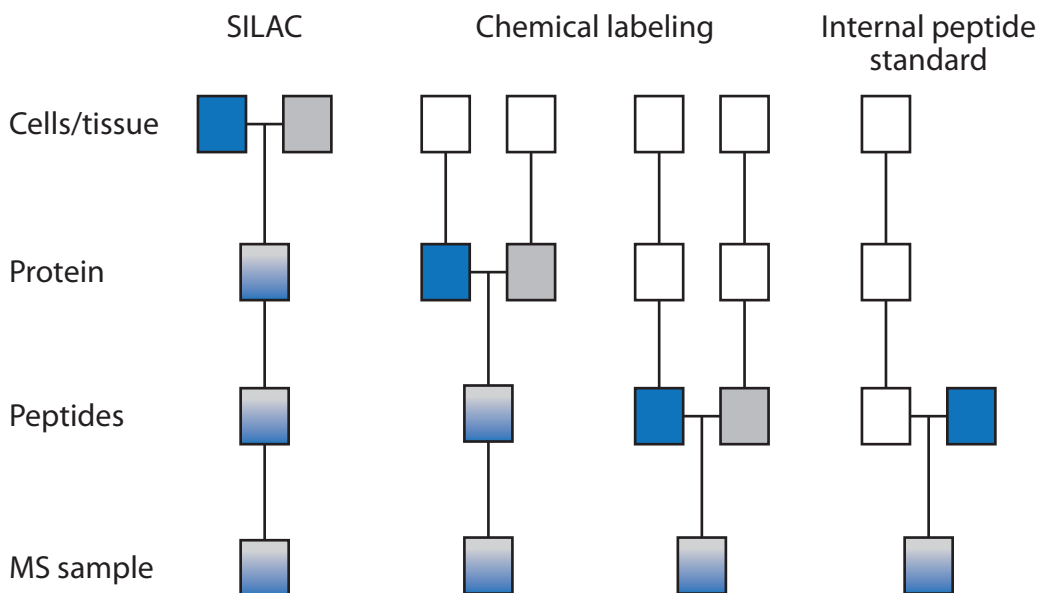 SILAC
Chemical labeling
Internal peptide
standard
Cells/tissue
Protein
Peptides
MS sample